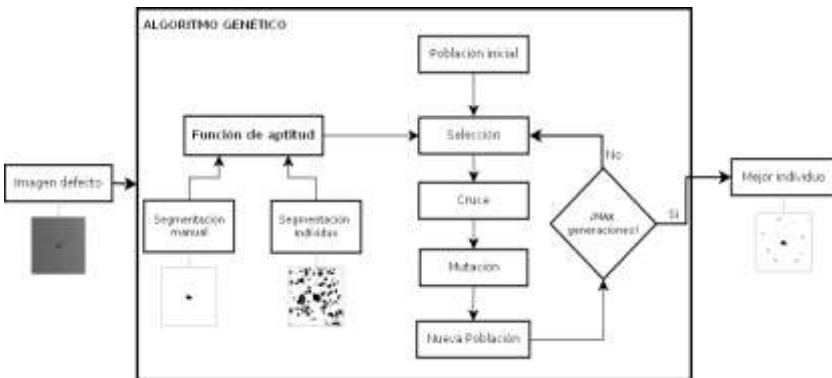 ALGORITMO GENÉTICO
Población inicial
Función de aptitud
Selección
No
Imagen defecto
Mejor individuo
Segmentación
manual
Segmentación
individuo
Cruce
Si
¿Max
generaciones?
Mutación
Nueva Población